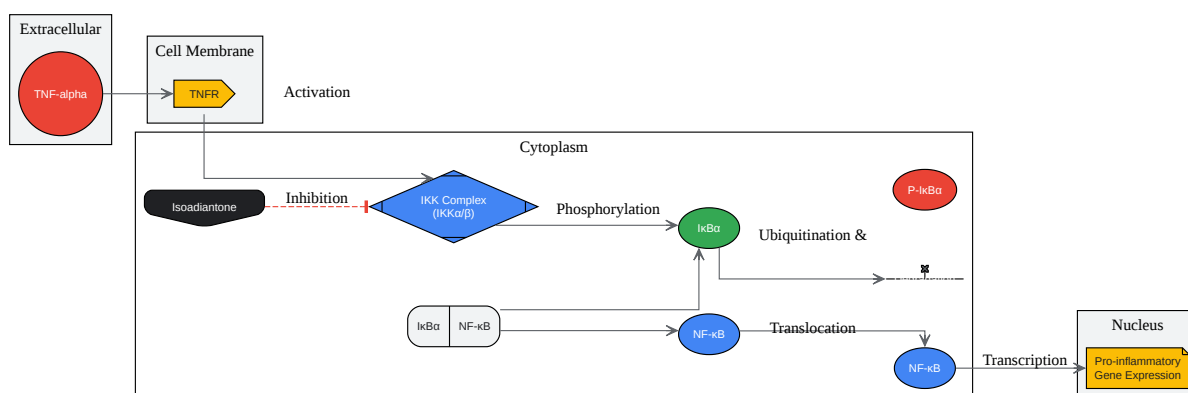 Extracellular
TNF-alpha
Cell Membrane
TNFR
Activation
Cytoplasm
Isoadiantone
Inhibition
IKK Complex
(IKKα/β)
Phosphorylation
IκBα
P-IκBα
Ubiquitination &
IκBα
NF-κB
NF-κB
Translocation
NF-κB
Transcription
Nucleus
Pro-inflammatory
Gene Expression